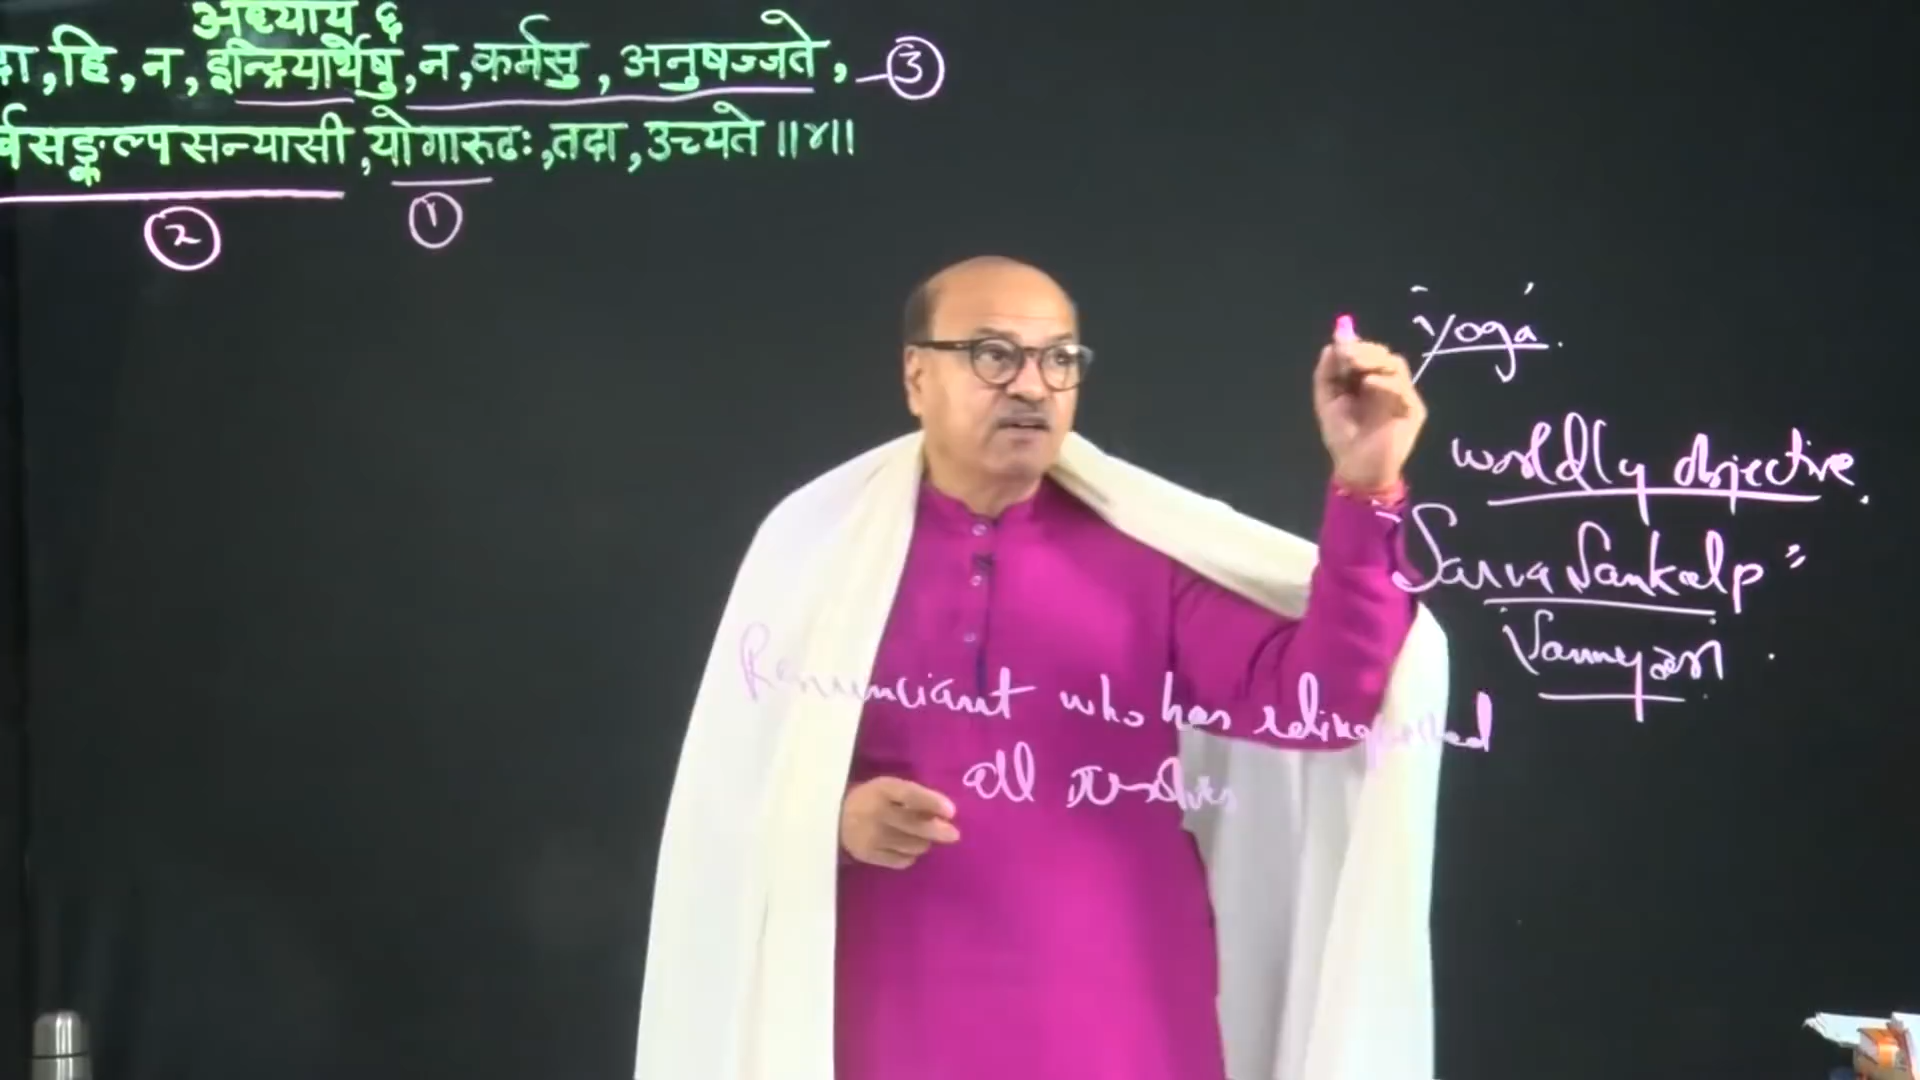 अध्याय ६
दा,हि,न,इन्द्रियार्थेषु,न,कर्मसु,अनुषज्जते, -③
र्वसङ्कल्पसन्यासी,योगारुढः,तदा,उच्यते॥४॥
② ①
"yoga".
worldly objective.
"Sarva Sankalp"
Sannyasi.
Renunciant who has relinquished
all resolves